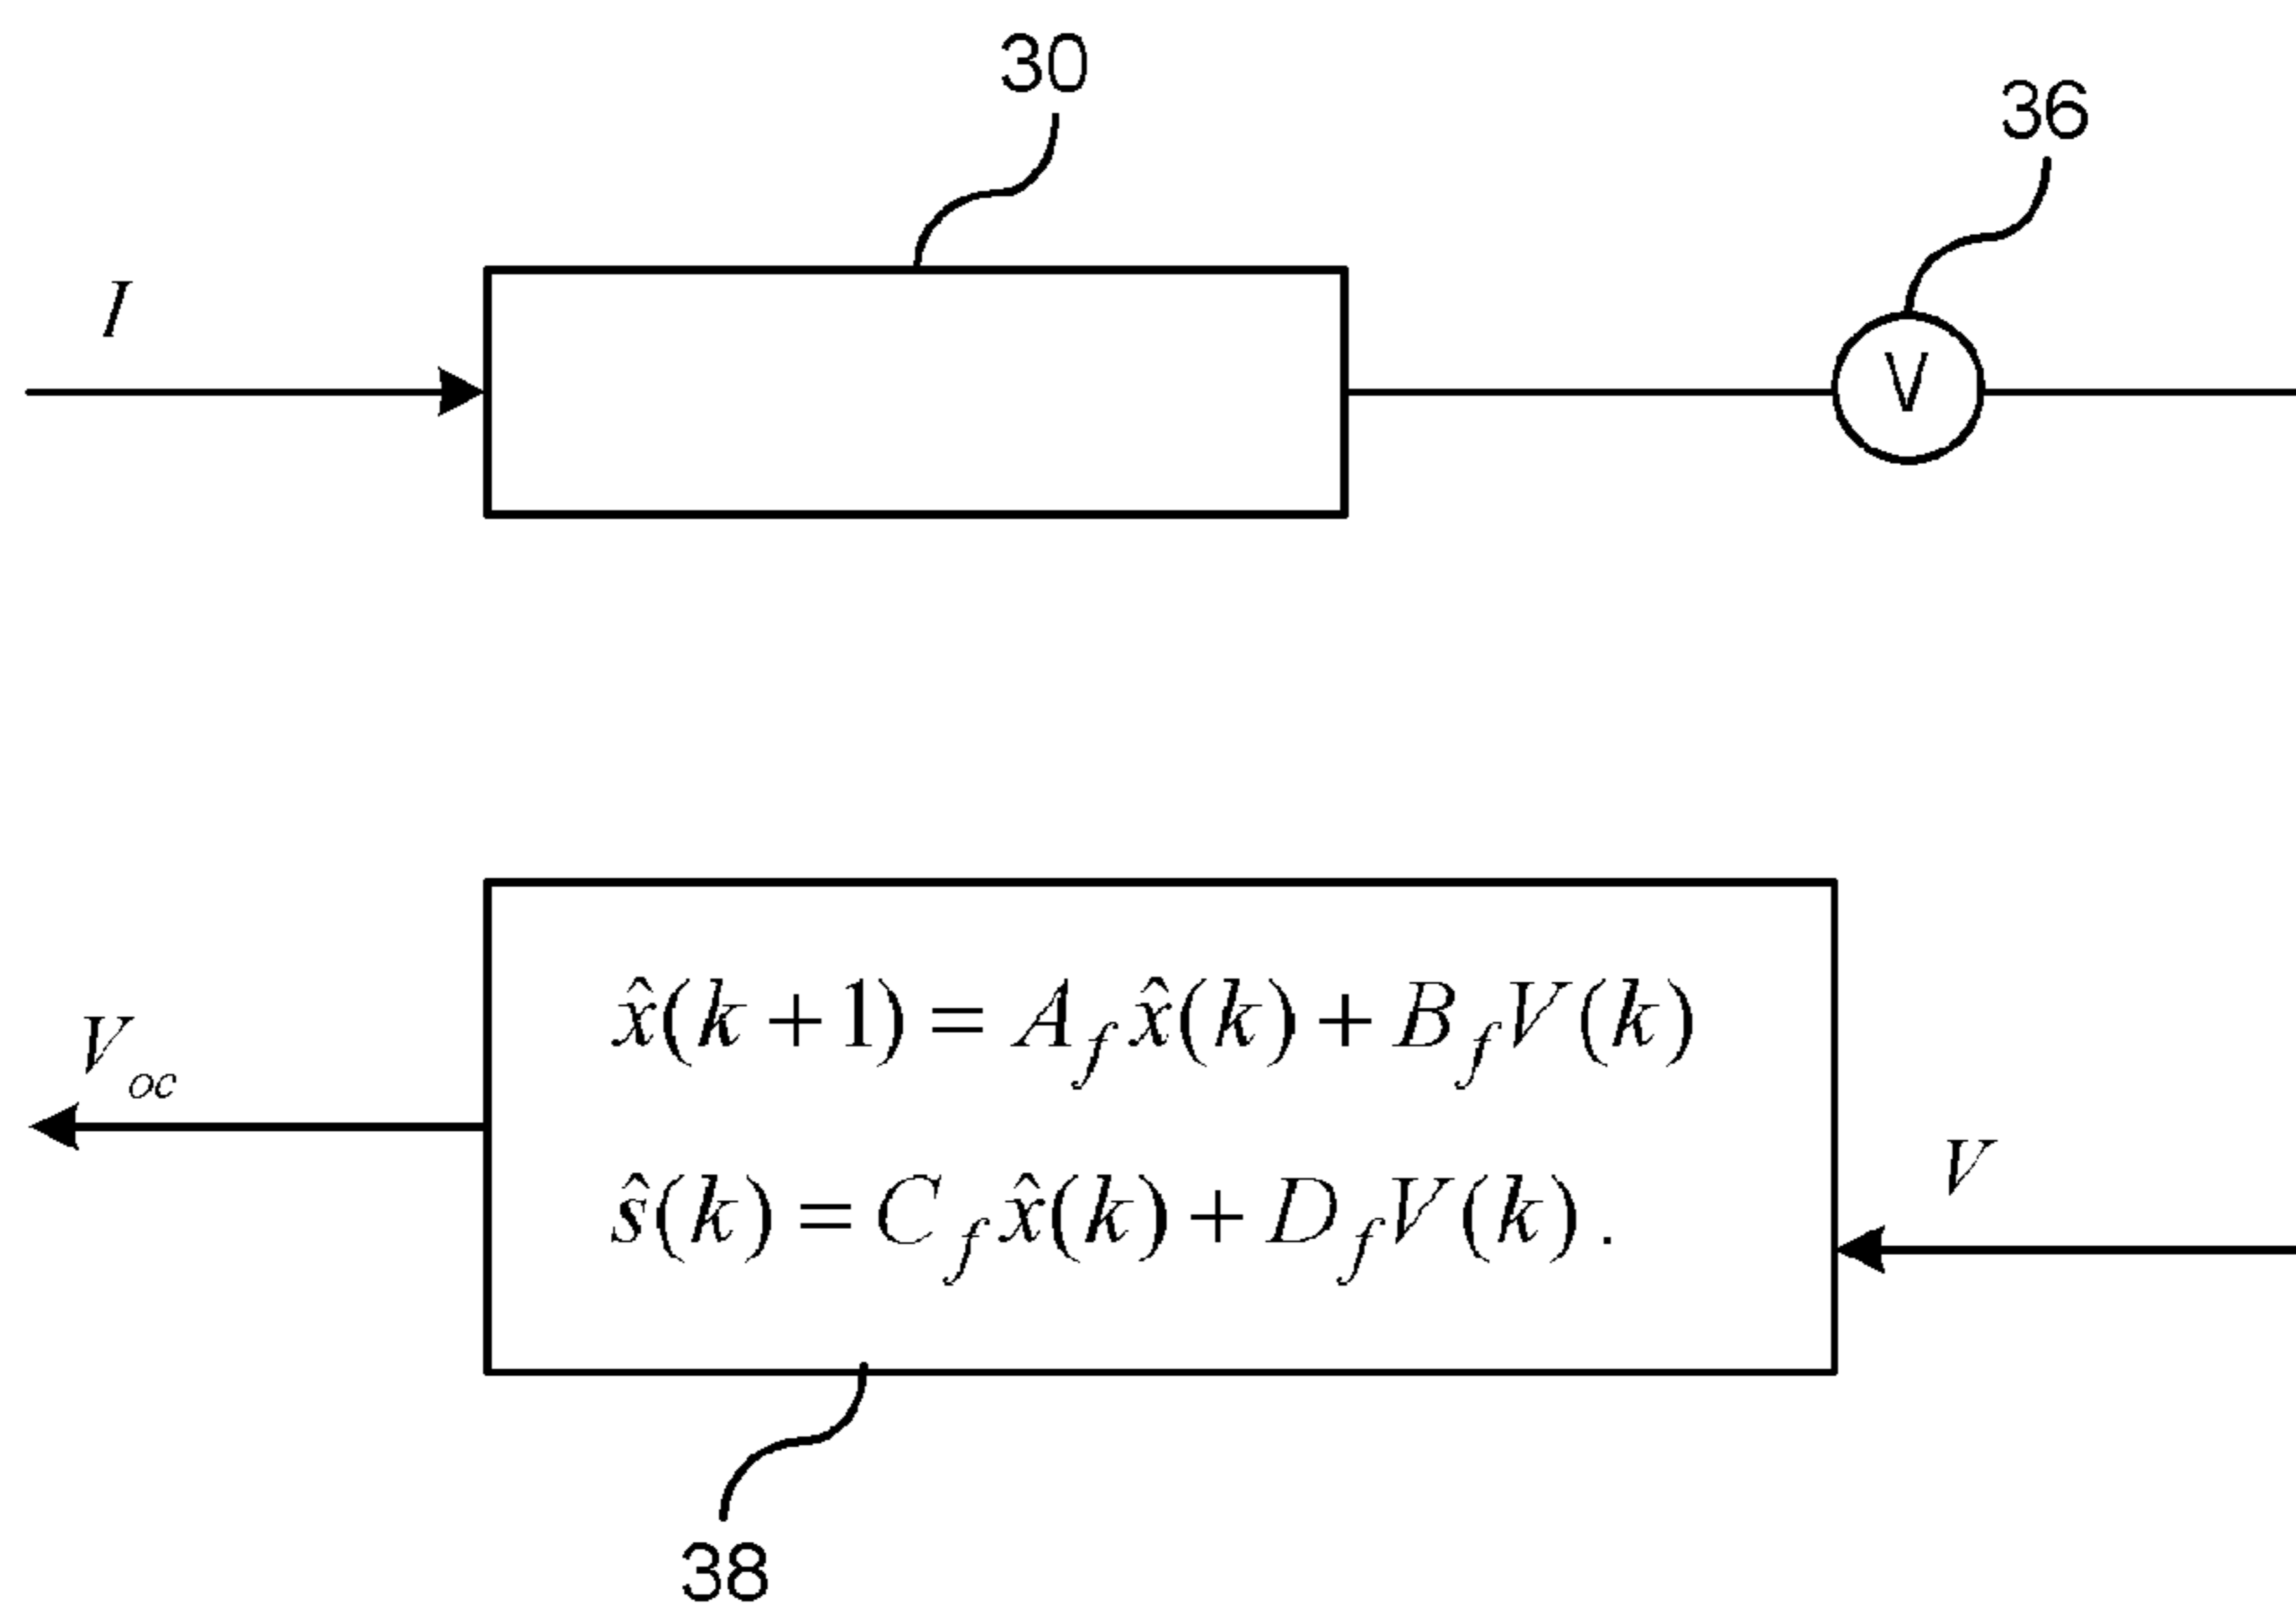 30
36
I
V
x̂(k + 1) = A_f x̂(k) + B_f V(k)
V_oc
V
ŝ(k) = C_f x̂(k) + D_f V(k) .
38